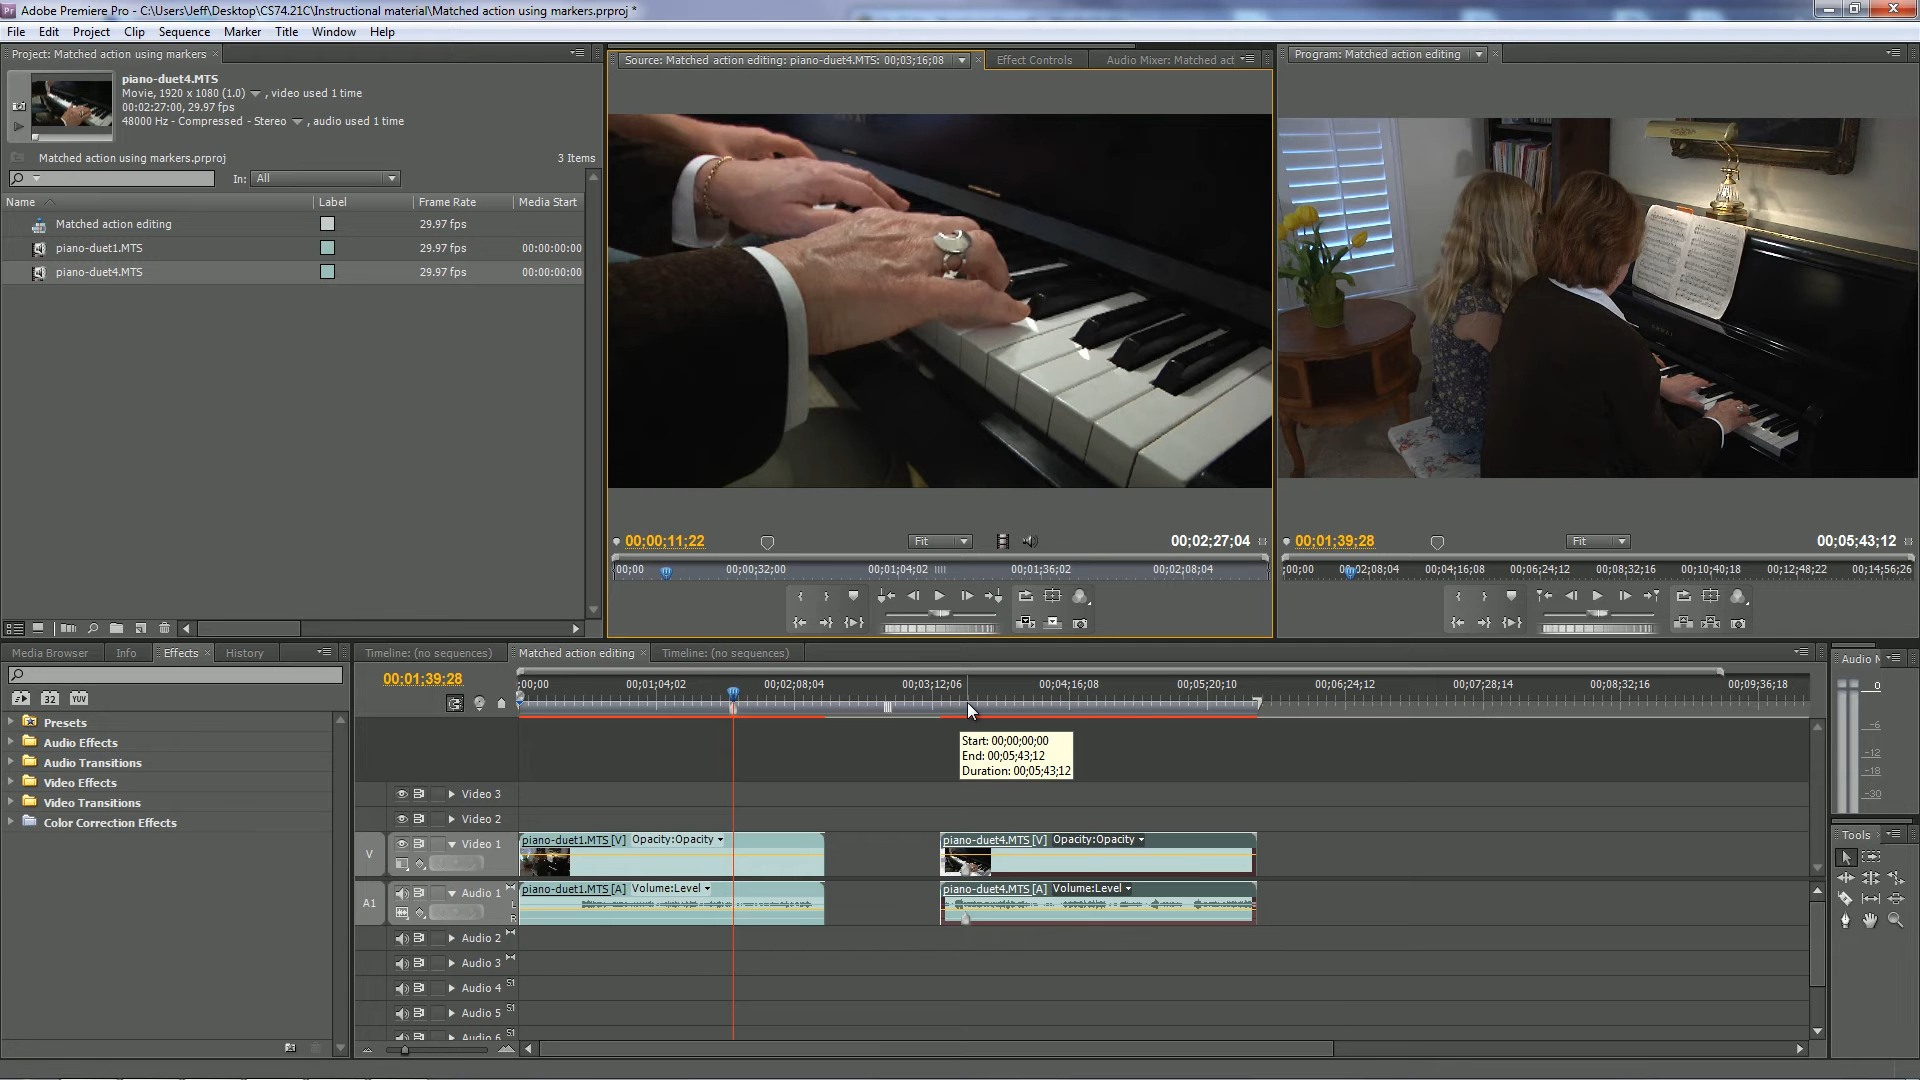 Adobe Premiere Pro - C:\Users\Jeff\Desktop\CS74.21C\Instructional material\Matched action using markers.prproj *
File Edit Project Clip Sequence Marker Title Window Help
Project: Matched action using markers
piano-duet4.MTS
Movie, 1920 x 1080 (1.0) , video used 1 time
00:02:27:00, 29.97 fps
48000 Hz - Compressed - Stereo , audio used 1 time
Matched action using markers.prproj 3 Items
In: All
Name Label Frame Rate Media Start
Matched action editing 29.97 fps
piano-duet1.MTS 29.97 fps 00:00:00:00
piano-duet4.MTS 29.97 fps 00:00:00:00
Source: Matched action editing: piano-duet4.MTS: 00;03;16;08 Effect Controls Audio Mixer: Matched act
00;00;11;22 Fit 00;02;27;04
00;00 00;00;32;00 00;01;04;02 00;01;36;02 00;02;08;04
Program: Matched action editing
00;01;39;28 Fit 00;05;43;12
;00;00 00;02;08;04 00;04;16;08 00;06;24;12 00;08;32;16 00;10;40;18 00;12;48;22 00;14;56;26
Media Browser Info Effects History
32 YUV
Presets
Audio Effects
Audio Transitions
Video Effects
Video Transitions
Color Correction Effects
Timeline: (no sequences) Matched action editing Timeline: (no sequences)
00;01;39;28
;00;00 00;01;04;02 00;02;08;04 00;03;12;06 00;04;16;08 00;05;20;10 00;06;24;12 00;07;28;14 00;08;32;16 00;09;36;18
Start: 00;00;00;00
End: 00;05;43;12
Duration: 00;05;43;12
Video 3
Video 2
V Video 1 piano-duet1.MTS [V] Opacity:Opacity piano-duet4.MTS [V] Opacity:Opacity
A1 Audio 1 L R piano-duet1.MTS [A] Volume:Level piano-duet4.MTS [A] Volume:Level
Audio 2
Audio 3
Audio 4 51
Audio 5 51
Audio 6 51
Audio M
0
-6
-12
-18
-30
Tools